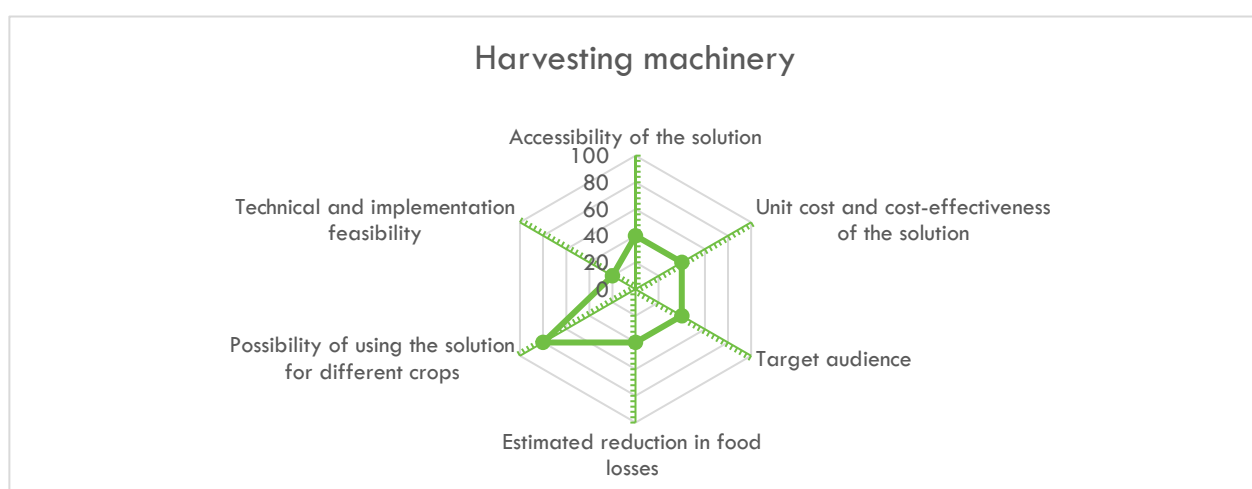 Harvesting machinery
Accessibility of the solution
100
80
60
40
20
0
Technical and implementation
feasibility
Unit cost and cost-effectiveness
of the solution
Possibility of using the solution
for different crops
Target audience
Estimated reduction in food
losses